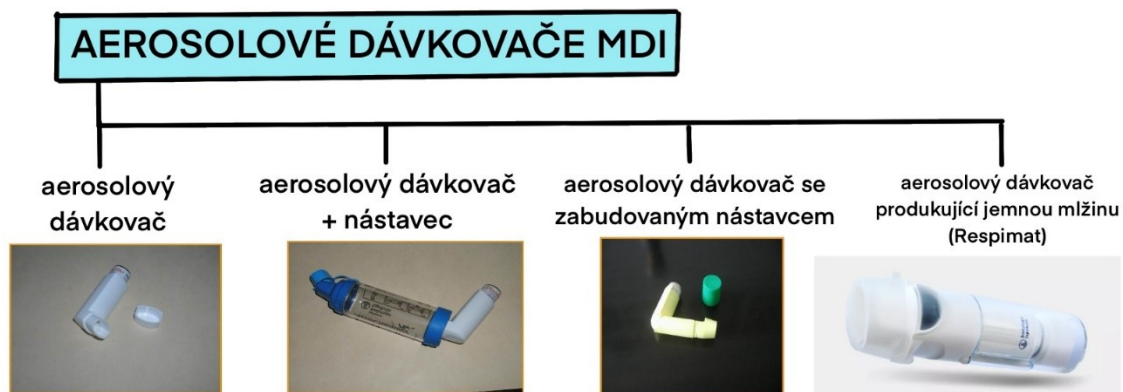 AEROSOLOVÉ DÁVKOVAČE MDI
aerosolový
dávkovač
aerosolový dávkovač
+ nástavec
aerosolový dávkovač se
zabudovaným nástavcem
aerosolový dávkovač
produkující jemnou mlžinu
(Respimat)